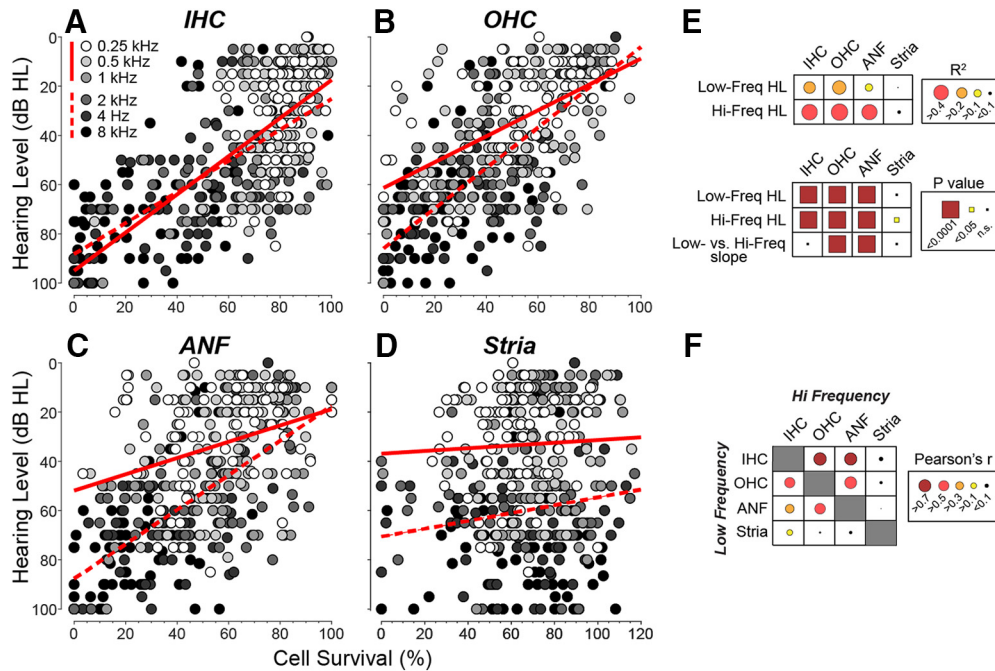 A
IHC
B
OHC
Hearing Level (dB HL)
0
20
40
60
80
100
0.25 kHz
0.5 kHz
1 kHz
2 kHz
4 Hz
8 kHz
0 20 40 60 80 100
0 20 40 60 80 100
C
ANF
D
Stria
Hearing Level (dB HL)
0
20
40
60
80
100
0 20 40 60 80 100
0 20 40 60 80 100 120
Cell Survival (%)
E
IHC OHC ANF Stria
Low-Freq HL
Hi-Freq HL
R²
>0.4 >0.2 >0.1 <0.1
IHC OHC ANF Stria
Low-Freq HL
Hi-Freq HL
Low- vs. Hi-Freq
slope
P value
<0.0001 <0.05 n.s.
F
Hi Frequency
IHC OHC ANF Stria
Low Frequency
IHC
OHC
ANF
Stria
Pearson's r
>0.7 >0.5 >0.3 >0.1 <0.1